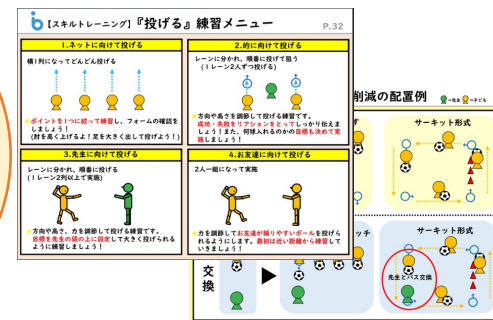 【スキルトレーニング】『投げる』練習メニュー
P.32
1.ネットに向けて投げる
横1列になってどんどん投げる
・ポイントを1つに絞って練習し、フォームの確認を
しましょう!
(肘を高く上げるよ!足を大きく出して投げよう!)
2.的に向けて投げる
レーンに分かれ、順番に投げて狙う
(1レーン2人ずつ投げる)
・方向や高さを調節して投げる練習です。
成功・失敗をリアクションをとってしっかり伝えま
しょう!また、何球入れるのかの目標も決めて実
施しましょう!
3.先生に向けて投げる
レーンに分かれ、順番に投げる
(1レーン2列以上で実施)
・方向や高さ、力を調節して投げる練習です。
目標を先生の頭の上に設定して大きく投げられる
ように練習しましょう!
4.お友達に向けて投げる
2人一組になって実施
・力を調節してお友達が捕りやすいボールを投げら
れるようにします。最初は近い距離から練習して
いきましょう!
削減の配置例
=先生
=子ども
サーキット形式
ッチ
サーキット形式
交換
先生とパス交換